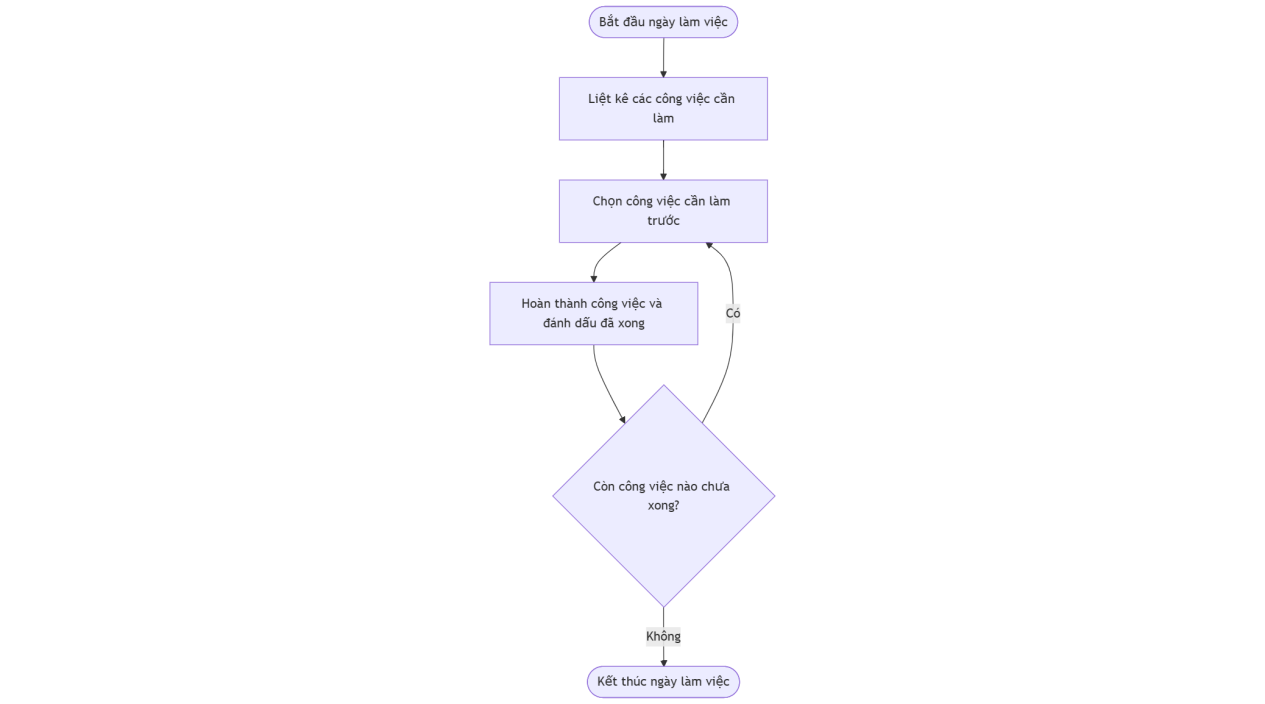 Bắt đầu ngày làm việc
Liệt kê các công việc cần
làm
Chọn công việc cần làm
trước
Hoàn thành công việc và
đánh dấu đã xong
Có
Còn công việc nào chưa
xong?
Không
Kết thúc ngày làm việc